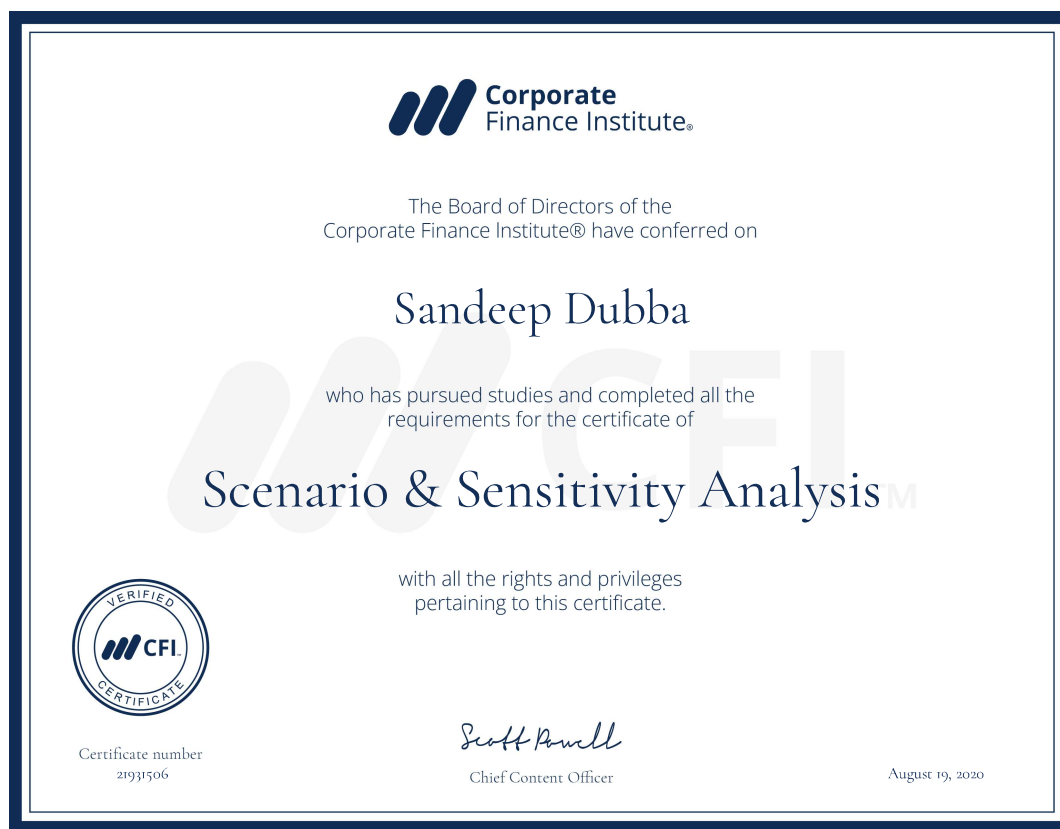 Corporate
Finance Institute®
The Board of Directors of the
Corporate Finance Institute® have conferred on
Sandeep Dubba
who has pursued studies and completed all the
requirements for the certificate of
CFI™
Scenario & Sensitivity Analysis
with all the rights and privileges
pertaining to this certificate.
VERIFIED
CFI™
CERTIFICATE
Scott Powell
Certificate number
21931506
Chief Content Officer
August 19, 2020